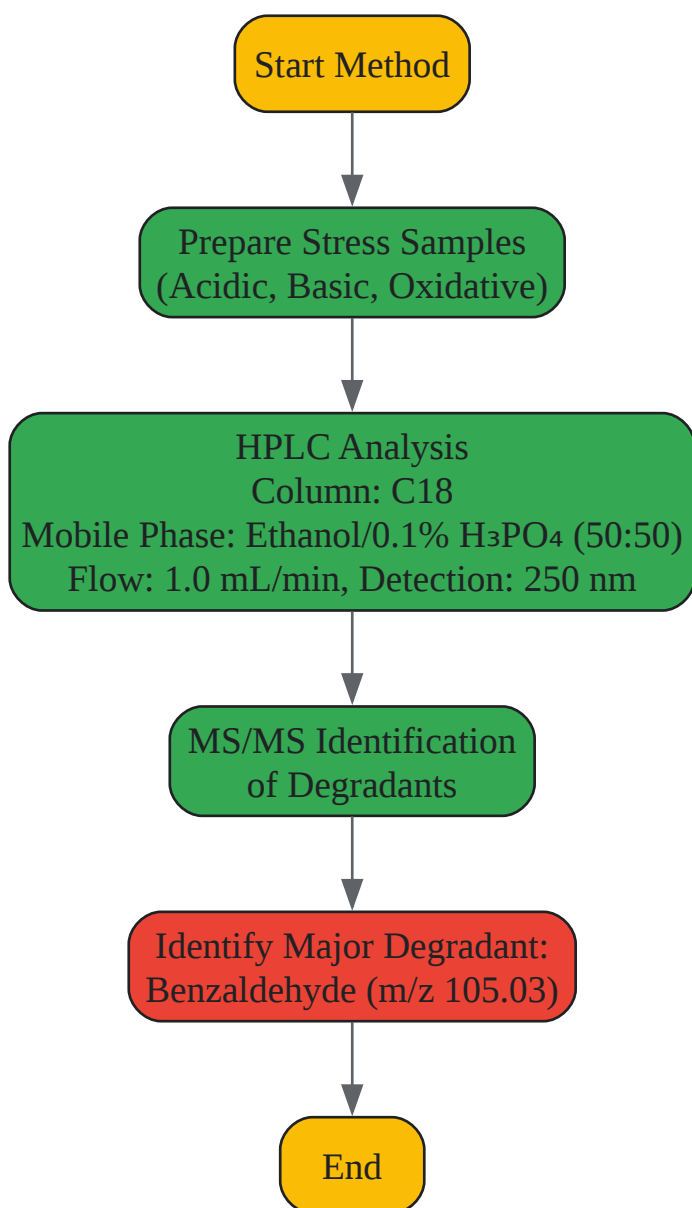 Start Method
Prepare Stress Samples
(Acidic, Basic, Oxidative)
HPLC Analysis
Column: C18
Mobile Phase: Ethanol/0.1% H₃PO₄ (50:50)
Flow: 1.0 mL/min, Detection: 250 nm
MS/MS Identification
of Degradants
Identify Major Degradant:
Benzaldehyde (m/z 105.03)
End